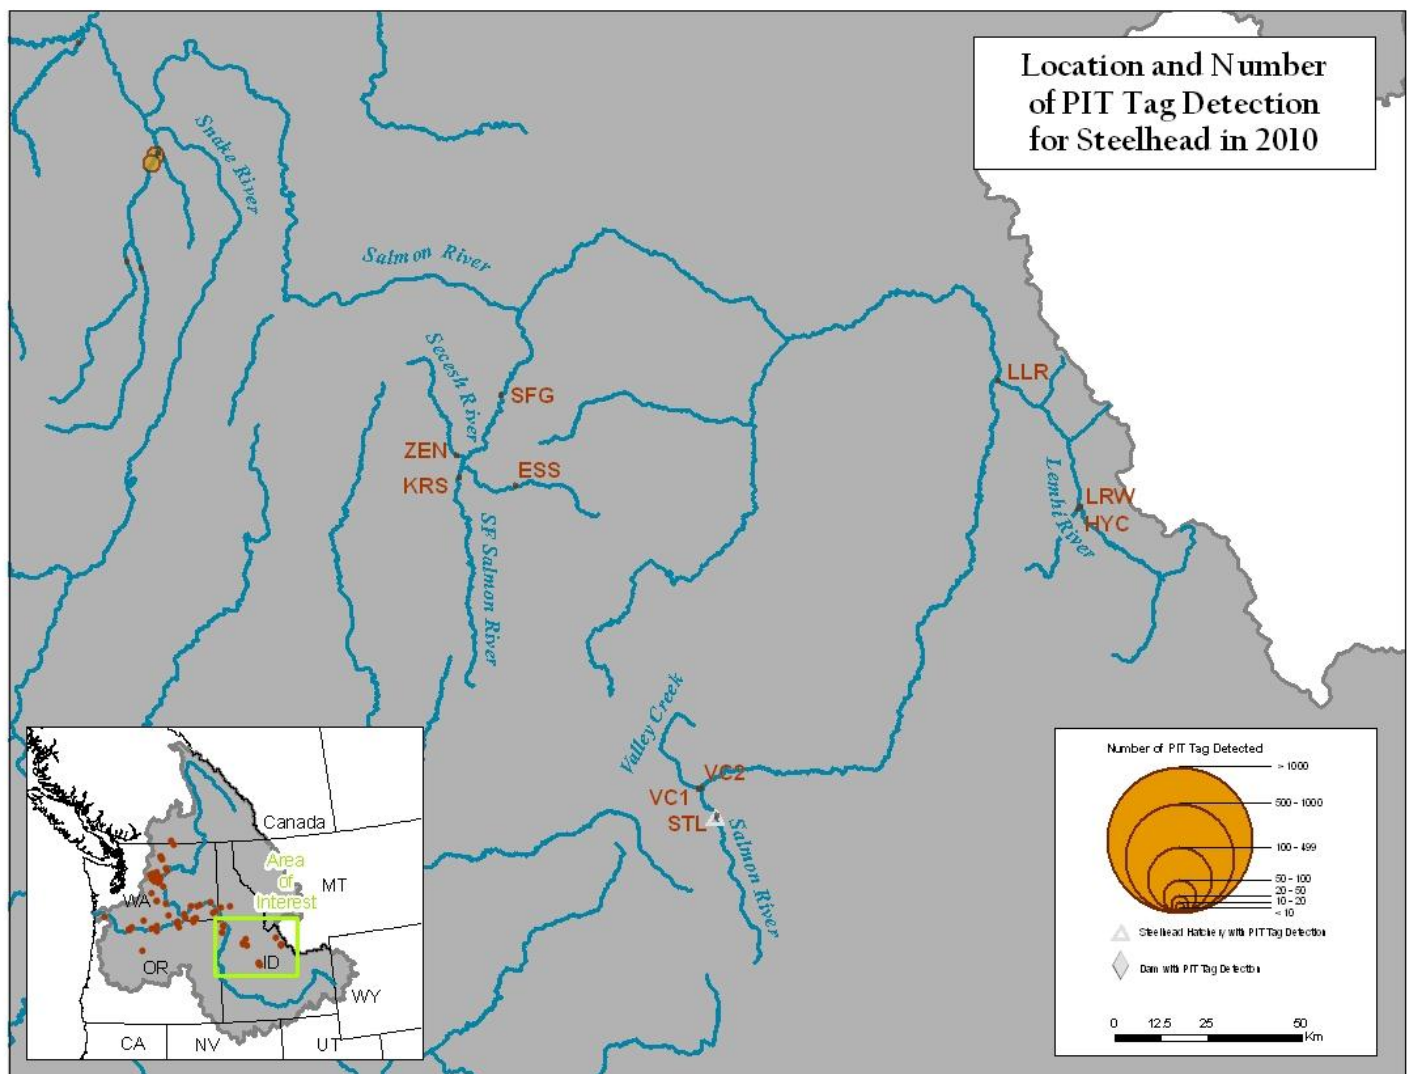 Location and Number
of PIT Tag Detection
for Steelhead in 2010
Snake River
Salmon River
Secesh River
SFG
LLR
ZEN
ESS
KRS
LRW
HYC
Lemhi River
SF Salmon River
Valley Creek
VC2
VC1
STL
Salmon River
Canada
Area
of
Interest
MT
WA
OR
ID
WY
CA
NV
UT
Number of PIT Tag Detected
> 1000
500 - 1000
100 - 499
50 - 100
20 - 50
10 - 20
< 10
Steelhead Hatchery with PIT Tag Detection
Dam with PIT Tag Detection
0 12.5 25 50
Km